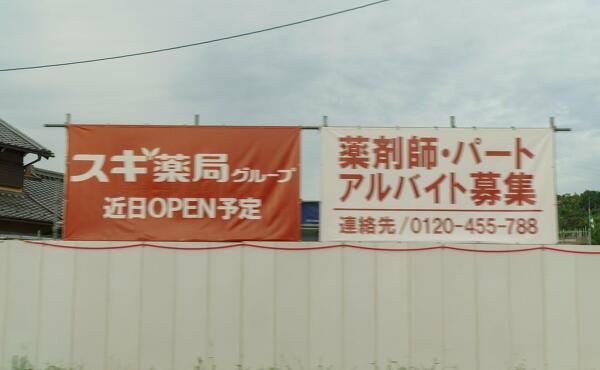 スギ薬局グループ
近日OPEN予定
薬剤師・パート
アルバイト募集
連絡先/0120-455-788